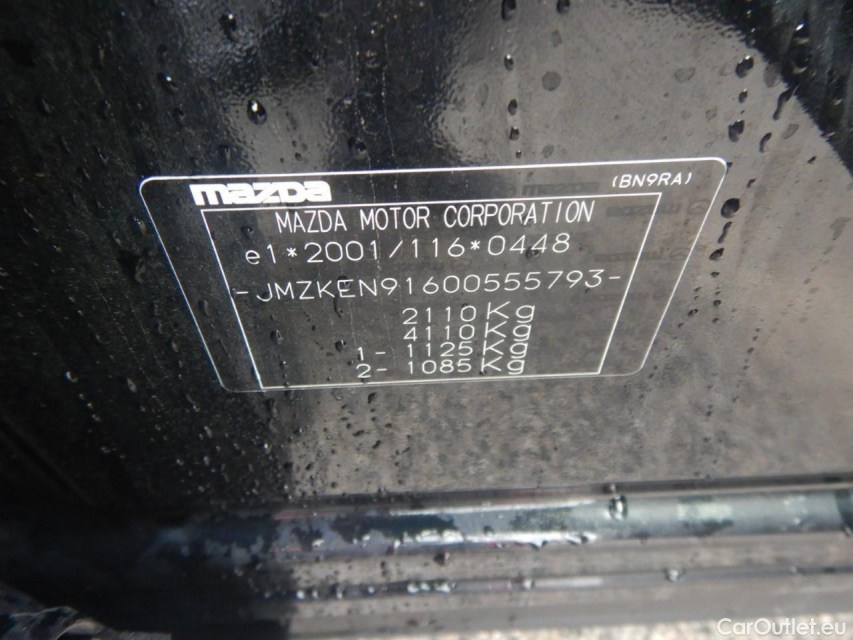 mazda
(BN9RA)
MAZDA MOTOR CORPORATION
e1*2001/116*0448
-JMZKEN91600555793-
2110Kg
4110Kg
1- 1125Kg
2- 1085Kg
CarOutlet.eu